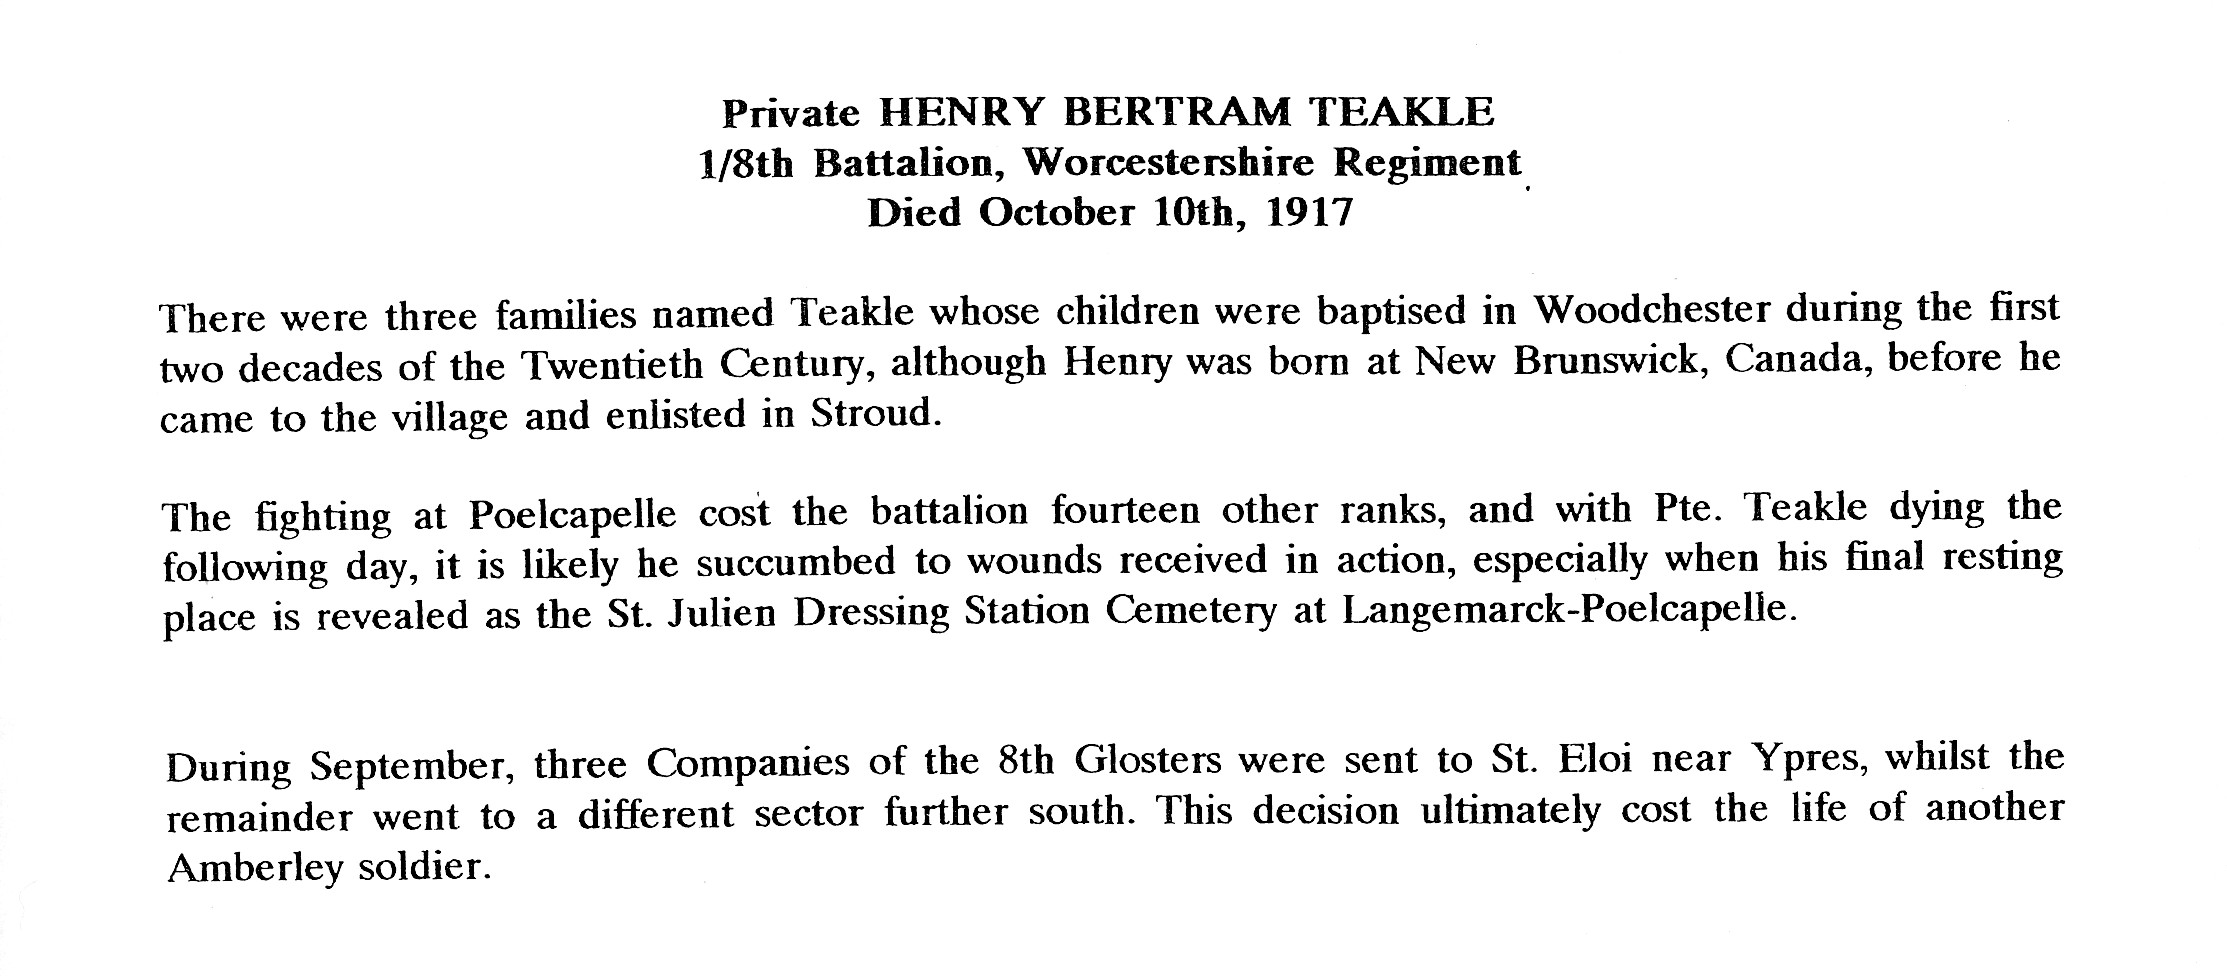 Private HENRY BERTRAM TEAKLE
1/8th Battalion, Worcestershire Regiment
Died October 10th, 1917
There were three families named Teakle whose children were baptised in Woodchester during the first
two decades of the Twentieth Century, although Henry was born at New Brunswick, Canada, before he
came to the village and enlisted in Stroud.
The fighting at Poelcapelle cost the battalion fourteen other ranks, and with Pte. Teakle dying the
following day, it is likely he succumbed to wounds received in action, especially when his final resting
place is revealed as the St. Julien Dressing Station Cemetery at Langemarck-Poelcapelle.
During September, three Companies of the 8th Glosters were sent to St. Eloi near Ypres, whilst the
remainder went to a different sector further south. This decision ultimately cost the life of another
Amberley soldier.